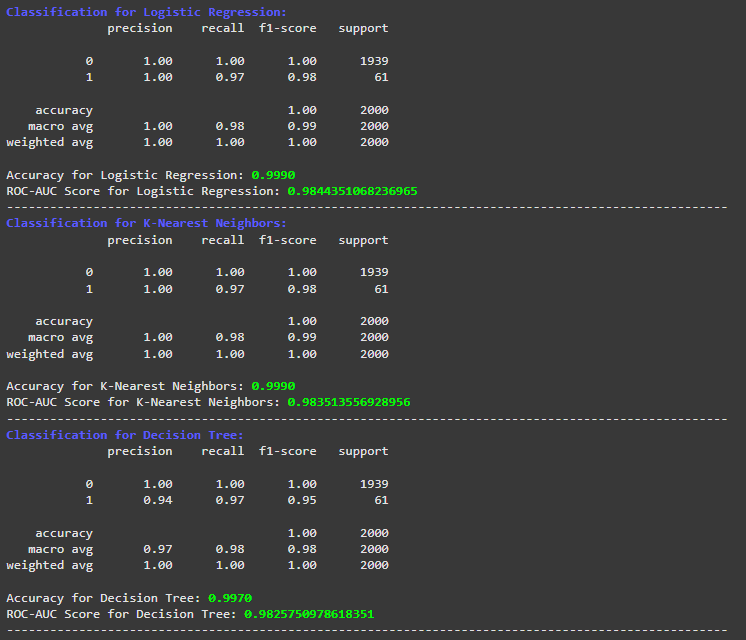 Classification for Logistic Regression:
precision recall f1-score support
0 1.00 1.00 1.00 1939
1 1.00 0.97 0.98 61
accuracy 1.00 2000
macro avg 1.00 0.98 0.99 2000
weighted avg 1.00 1.00 1.00 2000
Accuracy for Logistic Regression: 0.9990
ROC-AUC Score for Logistic Regression: 0.9844351068236965
----------------------------------------------------------------------------------------------------
Classification for K-Nearest Neighbors:
precision recall f1-score support
0 1.00 1.00 1.00 1939
1 1.00 0.97 0.98 61
accuracy 1.00 2000
macro avg 1.00 0.98 0.99 2000
weighted avg 1.00 1.00 1.00 2000
Accuracy for K-Nearest Neighbors: 0.9990
ROC-AUC Score for K-Nearest Neighbors: 0.983513556928956
----------------------------------------------------------------------------------------------------
Classification for Decision Tree:
precision recall f1-score support
0 1.00 1.00 1.00 1939
1 0.94 0.97 0.95 61
accuracy 1.00 2000
macro avg 0.97 0.98 0.98 2000
weighted avg 1.00 1.00 1.00 2000
Accuracy for Decision Tree: 0.9970
ROC-AUC Score for Decision Tree: 0.9825750978618351
----------------------------------------------------------------------------------------------------